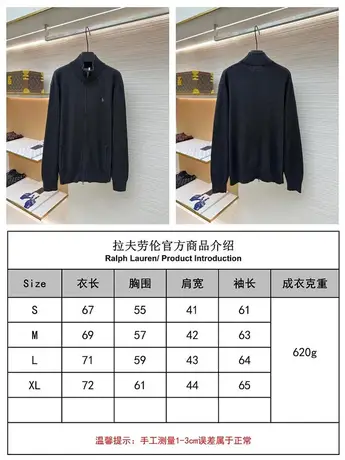 拉夫劳伦官方商品介绍
Ralph Lauren/ Product Introduction
Size 衣长 胸围 肩宽 袖长 成衣克重
S 67 55 41 61
M 69 57 42 63
L 71 59 43 64
XL 72 61 44 65
620g
温馨提示: 手工测量1-3cm误差属于正常